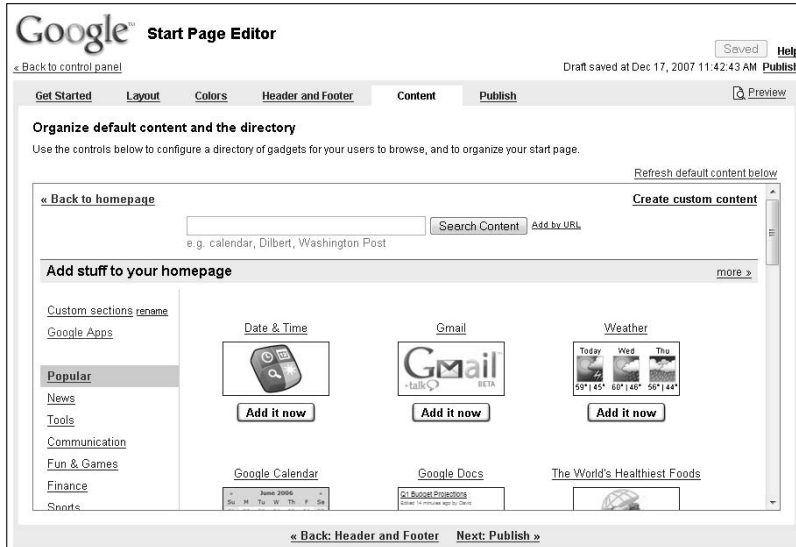 Google™ Start Page Editor
Saved Help
« Back to control panel
Draft saved at Dec 17, 2007 11:42:43 AM Publish
Get Started Layout Colors Header and Footer Content Publish Preview
Organize default content and the directory
Use the controls below to configure a directory of gadgets for your users to browse, and to organize your start page.
Refresh default content below
« Back to homepage Create custom content
Search Content Add by URL
e.g. calendar, Dilbert, Washington Post
Add stuff to your homepage more »
Custom sections rename
Google Apps
Popular
News
Tools
Communication
Fun & Games
Finance
Sports
Date & Time Gmail Weather
Gmail
talk BETA
Today Wed Thu
59° | 45° 60° | 46° 56° | 44°
Add it now Add it now Add it now
Google Calendar Google Docs The World's Healthiest Foods
« June 2006 »
Su M Tu W Th F Sa
Q1 Budget Projections
Edited 14 minutes ago by David
« Back: Header and Footer Next: Publish »